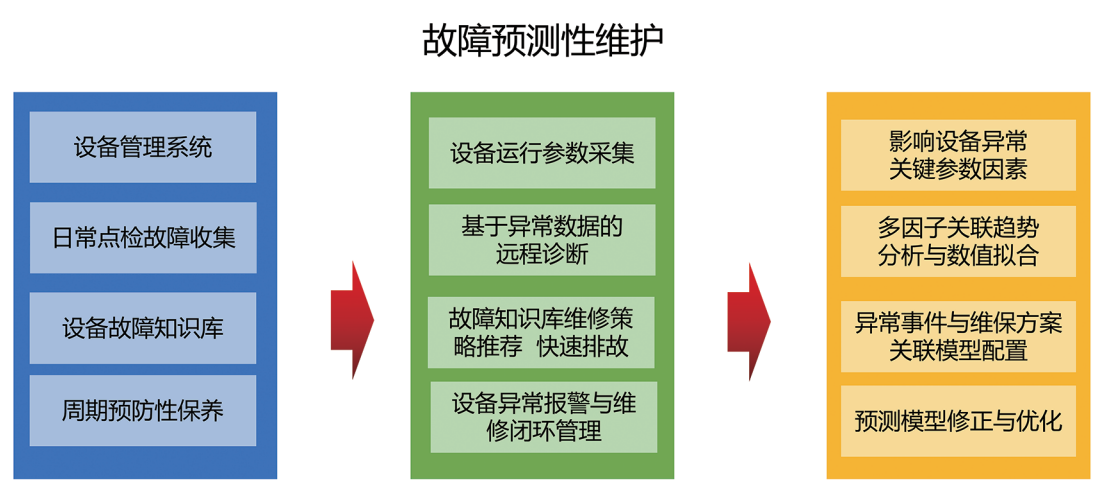 故障预测性维护
设备管理系统
日常点检故障收集
设备故障知识库
周期预防性保养
设备运行参数采集
基于异常数据的
远程诊断
故障知识库维修策
略推荐 快速排故
设备异常报警与维
修闭环管理
影响设备异常
关键参数因素
多因子关联趋势
分析与数值拟合
异常事件与维保方案
关联模型配置
预测模型修正与优化